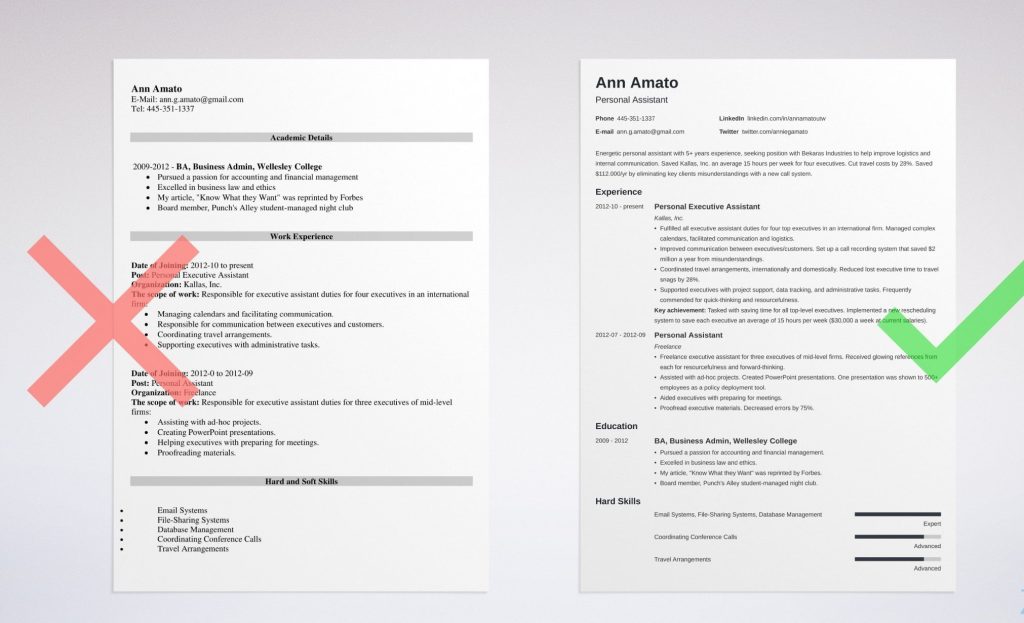 Ann Amato
E-Mail: ann.g.amato@gmail.com
Tel: 445-351-1337
Academic Details
2009-2012 - BA, Business Admin, Wellesley College
• Pursued a passion for accounting and financial management
• Excelled in business law and ethics
• My article, "Know What they Want" was reprinted by Forbes
• Board member, Punch's Alley student-managed night club
Work Experience
Date of Joining: 2012-10 to present
Post: Personal Executive Assistant
Organization: Kallas, Inc.
The scope of work: Responsible for executive assistant duties for four executives in an international
firm:
• Managing calendars and facilitating communication.
• Responsible for communication between executives and customers.
• Coordinating travel arrangements.
• Supporting executives with administrative tasks.
Date of Joining: 2012-0 to 2012-09
Post: Personal Assistant
Organization: Freelance
The scope of work: Responsible for executive assistant duties for three executives of mid-level
firms:
• Assisting with ad-hoc projects.
• Creating PowerPoint presentations.
• Helping executives with preparing for meetings.
• Proofreading materials.
Hard and Soft Skills
• Email Systems
• File-Sharing Systems
• Database Management
• Coordinating Conference Calls
• Travel Arrangements
Ann Amato
Personal Assistant
Phone 445-351-1337 LinkedIn linkedin.com/in/annamatoutw
E-mail ann.g.amato@gmail.com Twitter twitter.com/anniegamato
Energetic personal assistant with 5+ years experience, seeking position with Bekaras Industries to help improve logistics and
internal communication. Saved Kallas, Inc. an average 15 hours per week for four executives. Cut travel costs by 28%. Saved
$112.000/yr by eliminating key clients misunderstandings with a new call system.
Experience
2012-10 - present Personal Executive Assistant
Kallas, Inc.
• Fulfilled all executive assistant duties for four top executives in an international firm. Managed complex
calendars, facilitated communication and logistics.
• Improved communication between executives/customers. Set up a call recording system that saved $2
million a year from misunderstandings.
• Coordinated travel arrangements, internationally and domestically. Reduced lost executive time to travel
snags by 28%.
• Supported executives with project support, data tracking, and administrative tasks. Frequently
commended for quick-thinking and resourcefulness.
Key achievement: Tasked with saving time for all top-level executives. Implemented a new rescheduling
system to save each executive an average of 15 hours per week ($30,000 a week at current salaries).
2012-07 - 2012-09 Personal Assistant
Freelance
• Freelance executive assistant for three executives of mid-level firms. Received glowing references from
each for resourcefulness and forward-thinking.
• Assisted with ad-hoc projects. Created PowerPoint presentations. One presentation was shown to 500+
employees as a policy deployment tool.
• Aided executives with preparing for meetings.
• Proofread executive materials. Decreased errors by 75%.
Education
2009 - 2012 BA, Business Admin, Wellesley College
• Pursued a passion for accounting and financial management.
• Excelled in business law and ethics.
• My article, "Know What they Want" was reprinted by Forbes.
• Board member, Punch's Alley student-managed night club.
Hard Skills
Email Systems, File-Sharing Systems, Database Management
Expert
Coordinating Conference Calls
Advanced
Travel Arrangements
Advanced